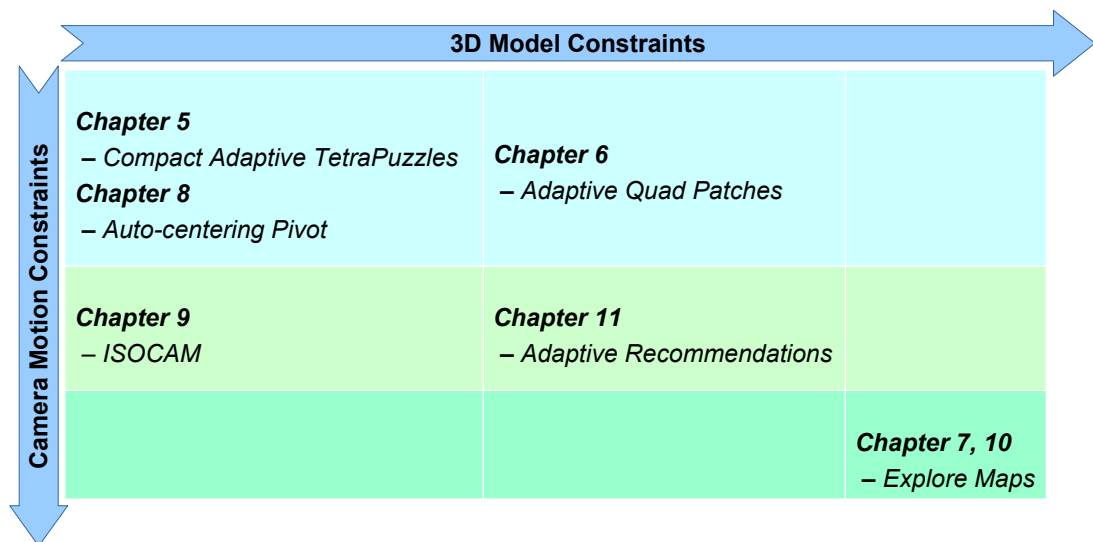 3D Model Constraints
Camera Motion Constraints
Chapter 5
– Compact Adaptive TetraPuzzles
Chapter 8
– Auto-centering Pivot
Chapter 6
– Adaptive Quad Patches
Chapter 9
– ISOCAM
Chapter 11
– Adaptive Recommendations
Chapter 7, 10
– Explore Maps